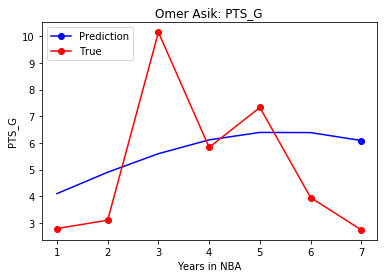 Omer Asik: PTS_G
Prediction
True
10
9
8
7
6
5
4
3
PTS_G
1 2 3 4 5 6 7
Years in NBA